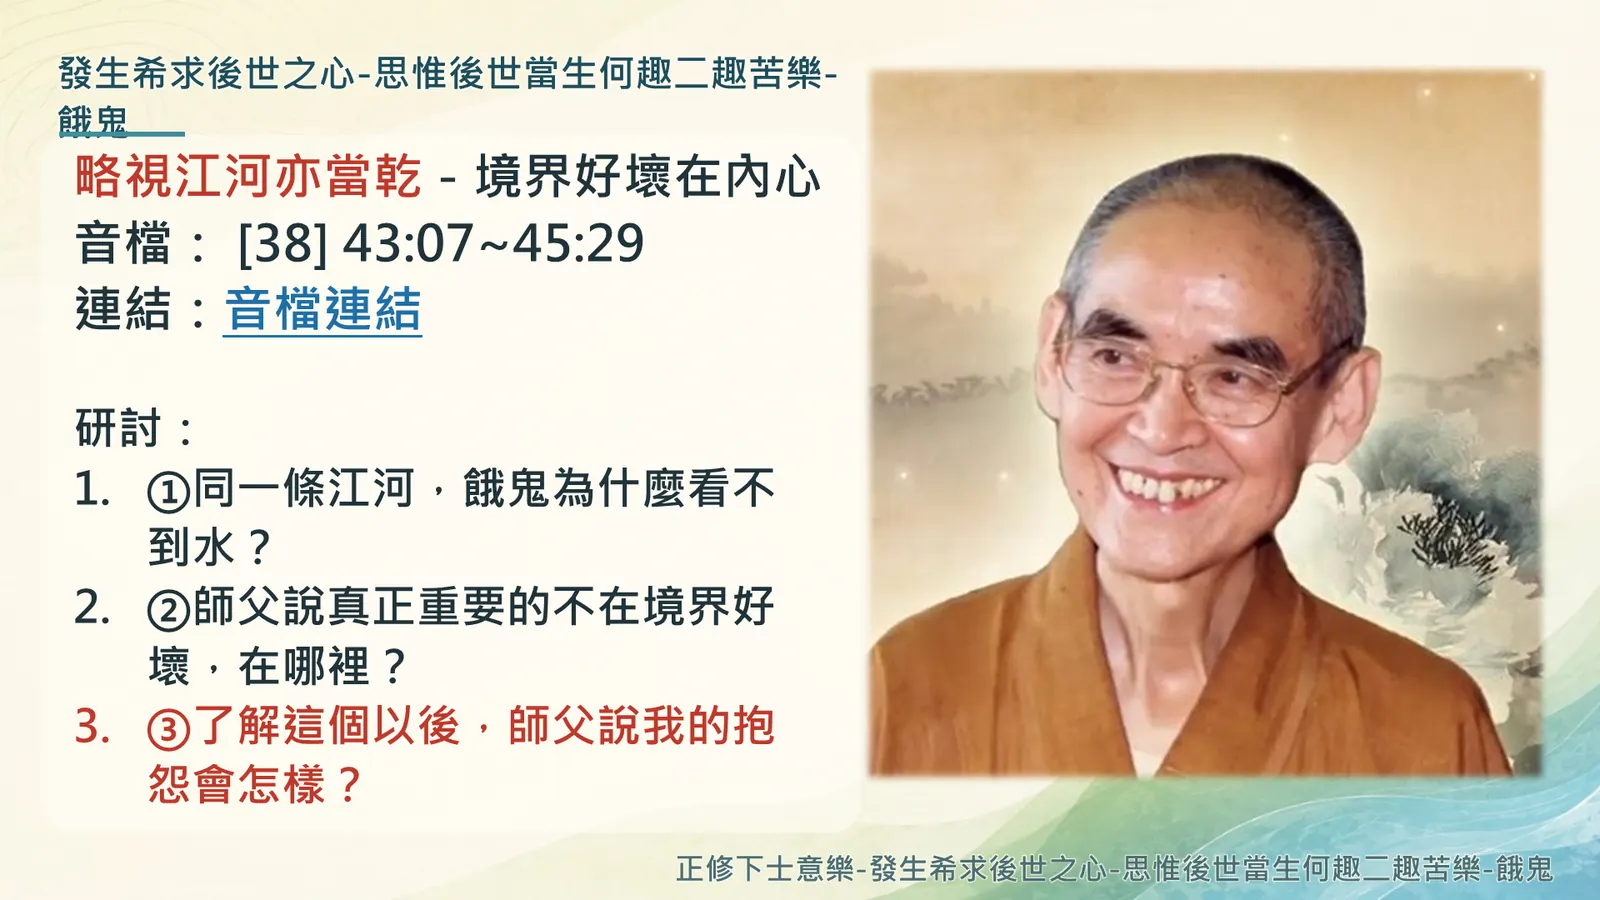 發生希求後世之心-思惟後世當生何趣二趣苦樂-
餓鬼
略視江河亦當乾 - 境界好壞在內心
音檔： [38] 43:07~45:29
連結：音檔連結
研討：
1. ①同一條江河，餓鬼為什麼看不
到水？
2. ②師父說真正重要的不在境界好
壞，在哪裡？
3. ③了解這個以後，師父說我的抱
怨會怎樣？
正修下士意樂-發生希求後世之心-思惟後世當生何趣二趣苦樂-餓鬼